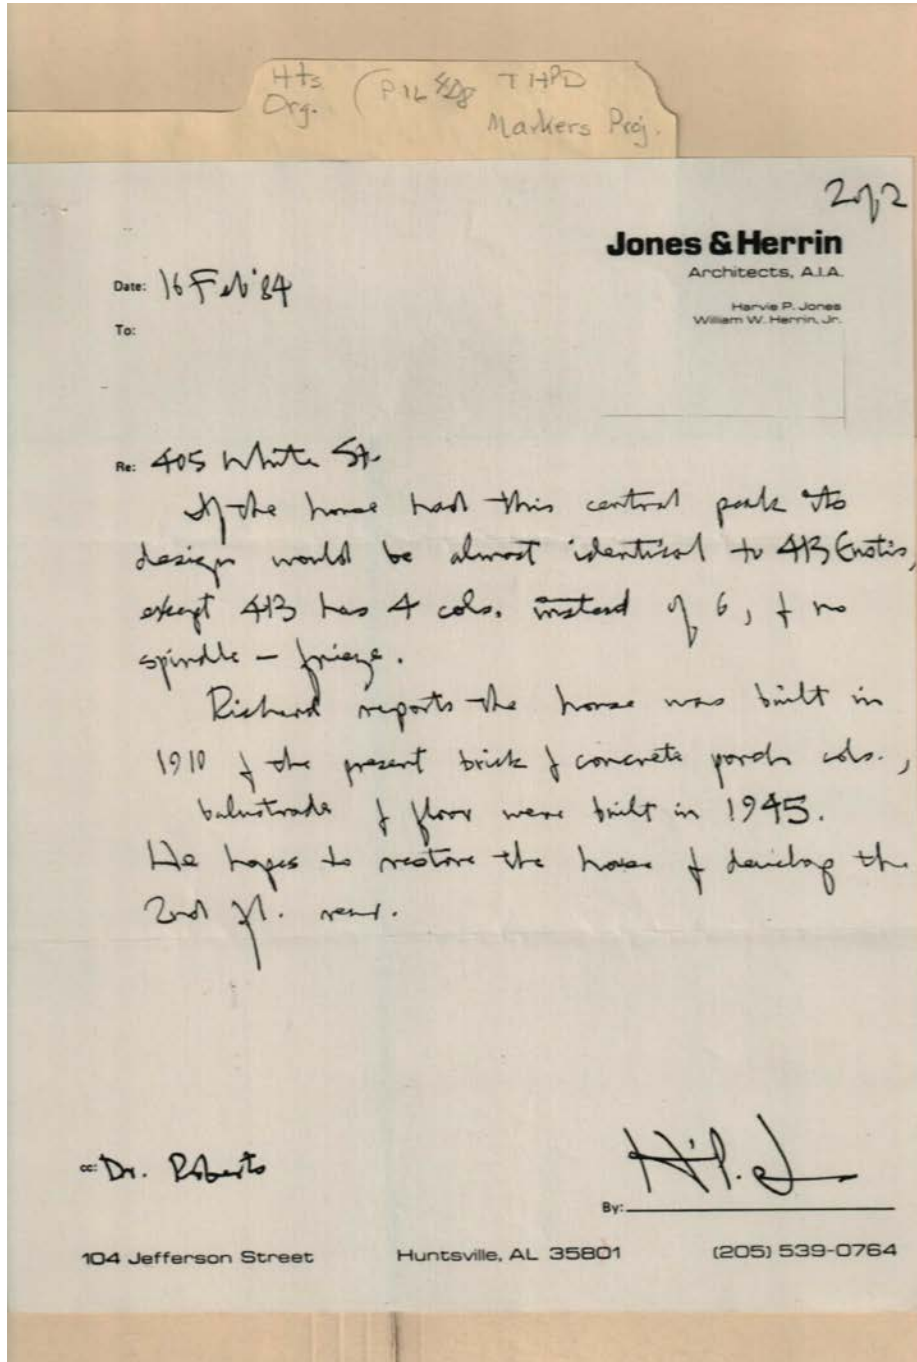 Hts. THPD
Org. (P1L
Markers Proj.
2 of 2
Jones & Herrin
Architects, A.I.A.
Harvie P. Jones
William W. Herrin, Jr.
Date: 16 Feb '84
To:
Re: 405 White St.
If the house had this central peak its
design would be almost identical to 413 Eustis,
except 413 has 4 cols. instead of 6, & no
spindle - frieze.
Richard reports the house was built in
1910 & the present brick & concrete porch cols.,
balustrade & floor were built in 1945.
He hopes to restore the house & develop the
2nd fl. rear.
cc: Dr. Roberts
H.P.J
By:
104 Jefferson Street Huntsville, AL 35801 (205) 539-0764